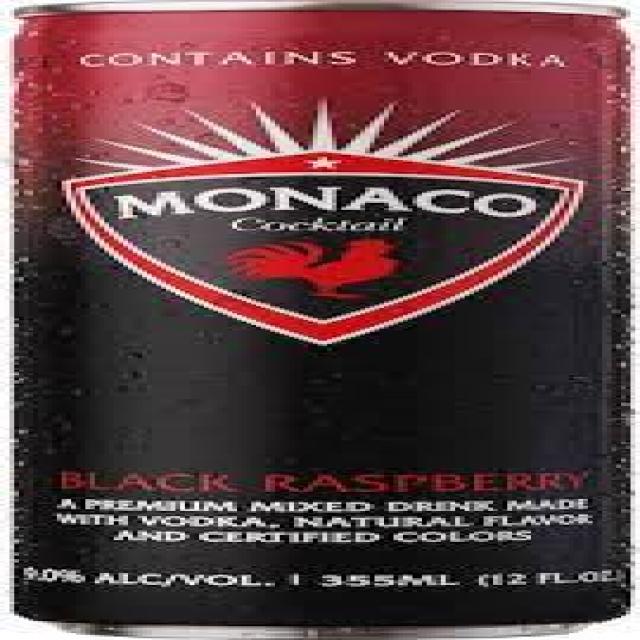 CONTAINS VODKA
MONACO
Cocktail
BLACK RASPBERRY
A PREMIUM MIXED DRINK MADE
WITH VODKA, NATURAL FLAVOR
AND CERTIFIED COLORS
9.0% ALC/VOL. | 355ML (12 FL.OZ)